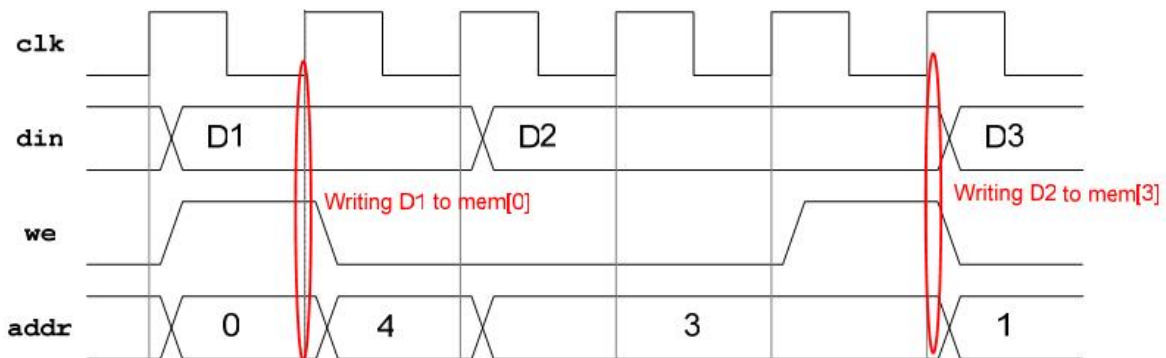 clk
din D1 D2 D3
Writing D1 to mem[0] Writing D2 to mem[3]
we
addr 0 4 3 1